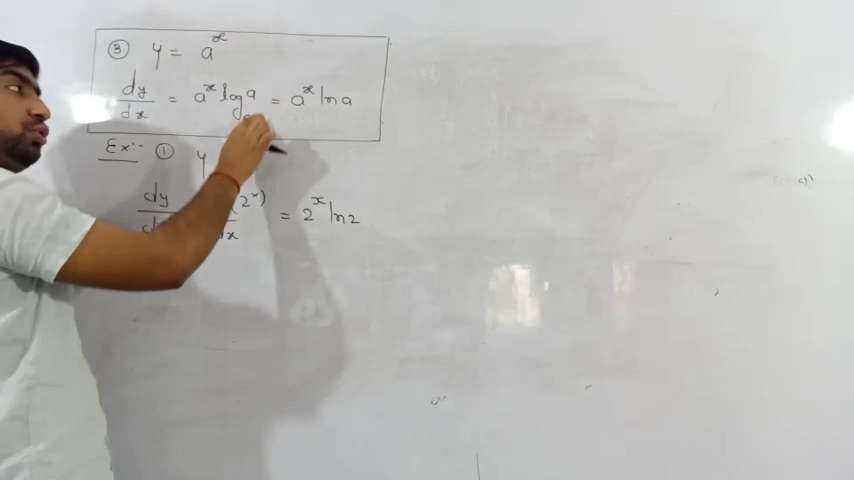 ③ y = a^x
dy/dx = a^x log a = a^x ln a
Ex:- ① y
dy 2^x) dx = 2^x ln 2